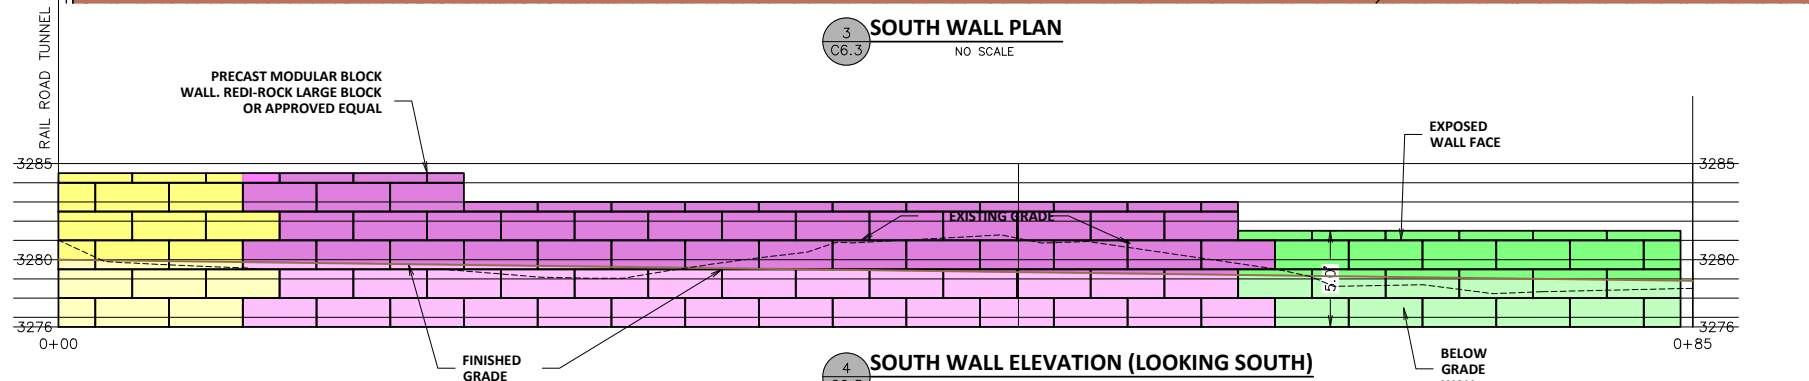 RAIL ROAD TUNNEL
3
C6.3
SOUTH WALL PLAN
NO SCALE
PRECAST MODULAR BLOCK
WALL. REDI-ROCK LARGE BLOCK
OR APPROVED EQUAL
EXPOSED
WALL FACE
3285
3285
EXISTING GRADE
3280
3280
5.0'
3276
3276
0+00
0+85
FINISHED
GRADE
4
SOUTH WALL ELEVATION (LOOKING SOUTH)
BELOW
GRADE